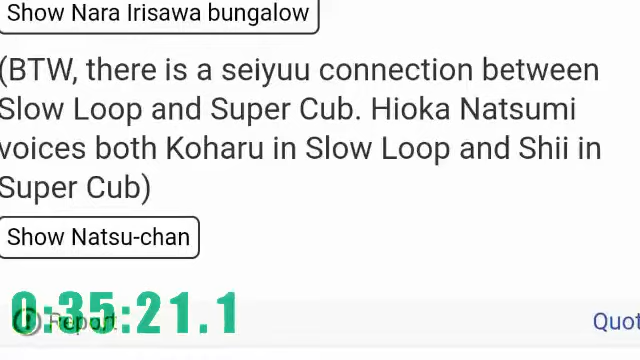 Show Nara Irisawa bungalow
(BTW, there is a seiyuu connection between
Slow Loop and Super Cub. Hioka Natsumi
voices both Koharu in Slow Loop and Shii in
Super Cub)
Show Natsu-chan
0:35:21.1
Report
Quot